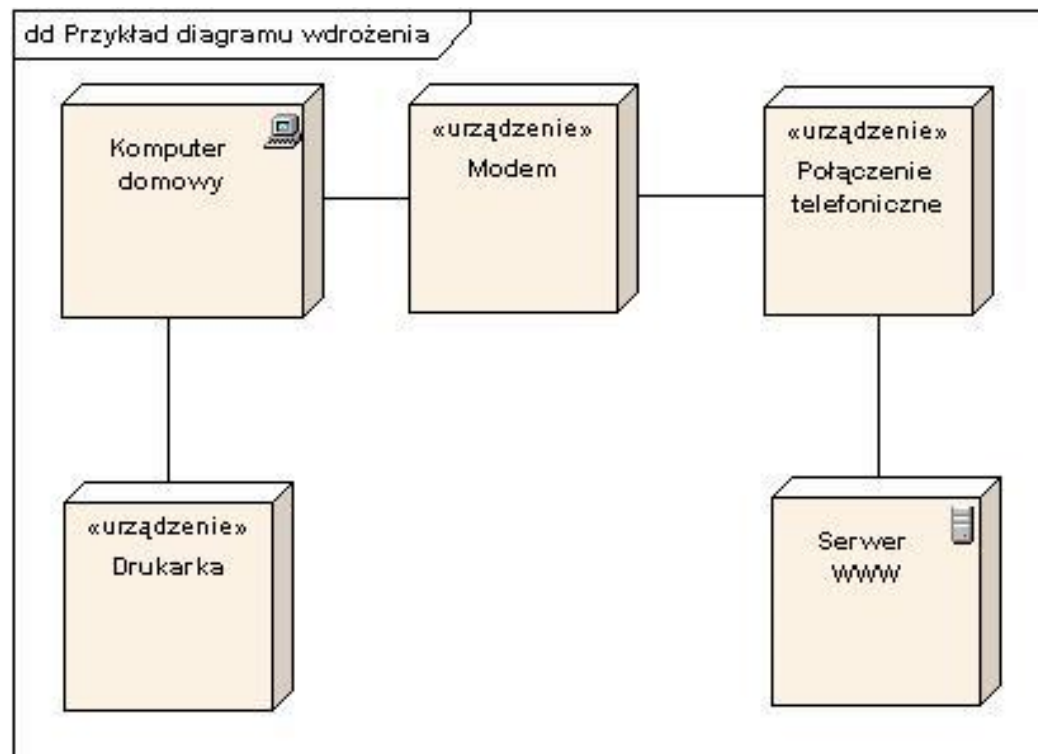 dd Przykład diagramu wdrożenia
Komputer
domowy
«urządzenie»
Modem
«urządzenie»
Połączenie
telefoniczne
«urządzenie»
Drukarka
Serwer
WWW